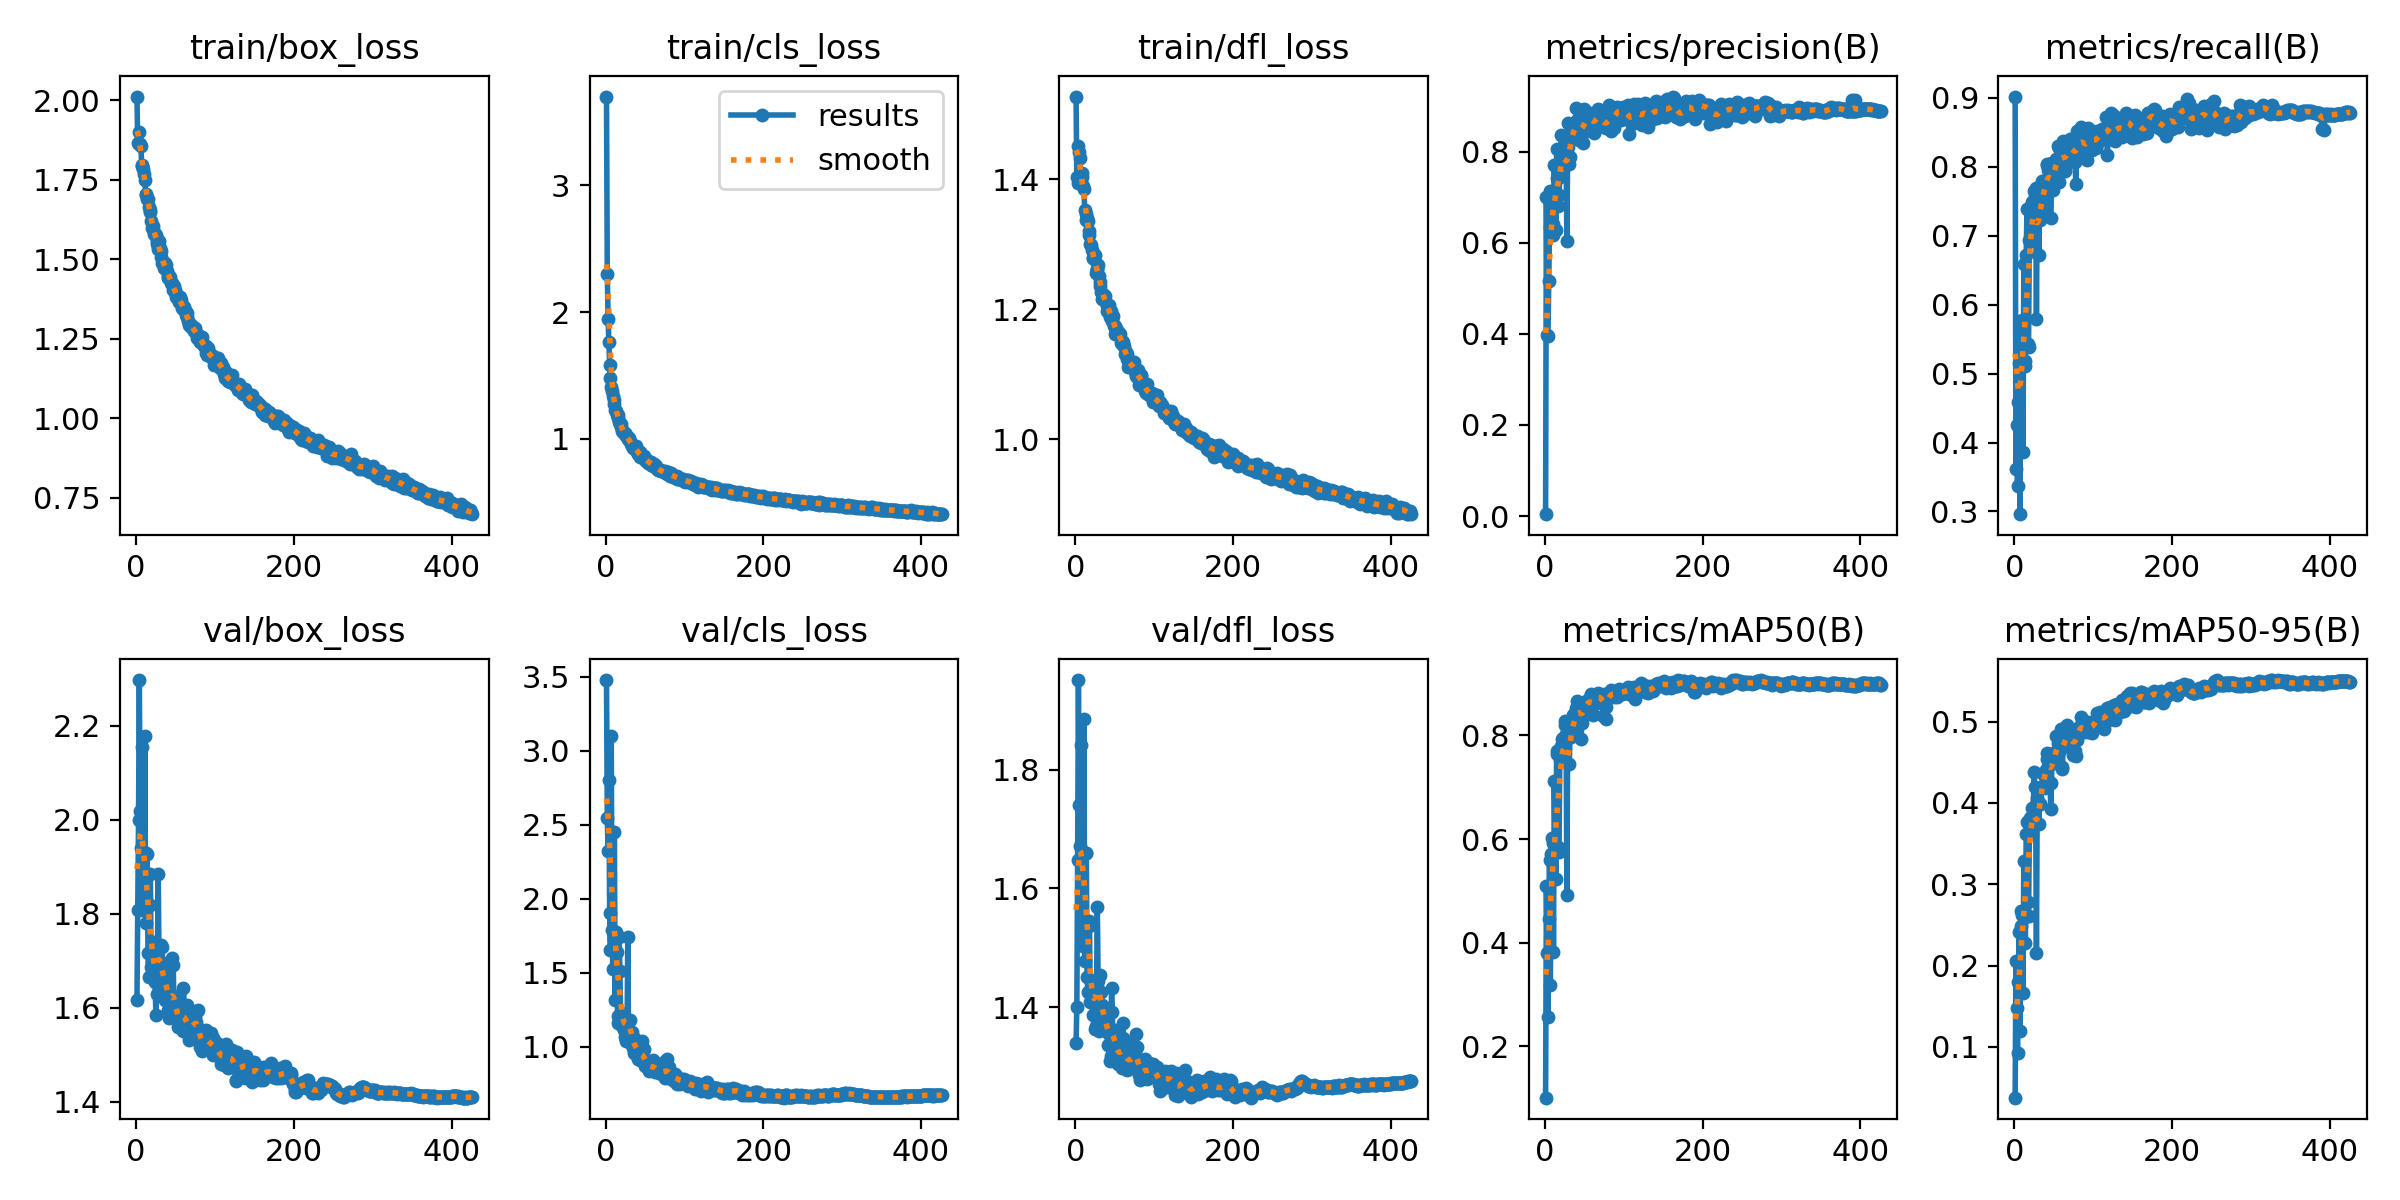 train/box_loss
2.00
1.75
1.50
1.25
1.00
0.75
0 200 400
train/cls_loss
results
smooth
3
2
1
0 200 400
train/dfl_loss
1.4
1.2
1.0
0 200 400
metrics/precision(B)
0.8
0.6
0.4
0.2
0.0
0 200 400
metrics/recall(B)
0.9
0.8
0.7
0.6
0.5
0.4
0.3
0 200 400
val/box_loss
2.2
2.0
1.8
1.6
1.4
0 200 400
val/cls_loss
3.5
3.0
2.5
2.0
1.5
1.0
0 200 400
val/dfl_loss
1.8
1.6
1.4
0 200 400
metrics/mAP50(B)
0.8
0.6
0.4
0.2
0 200 400
metrics/mAP50-95(B)
0.5
0.4
0.3
0.2
0.1
0 200 400